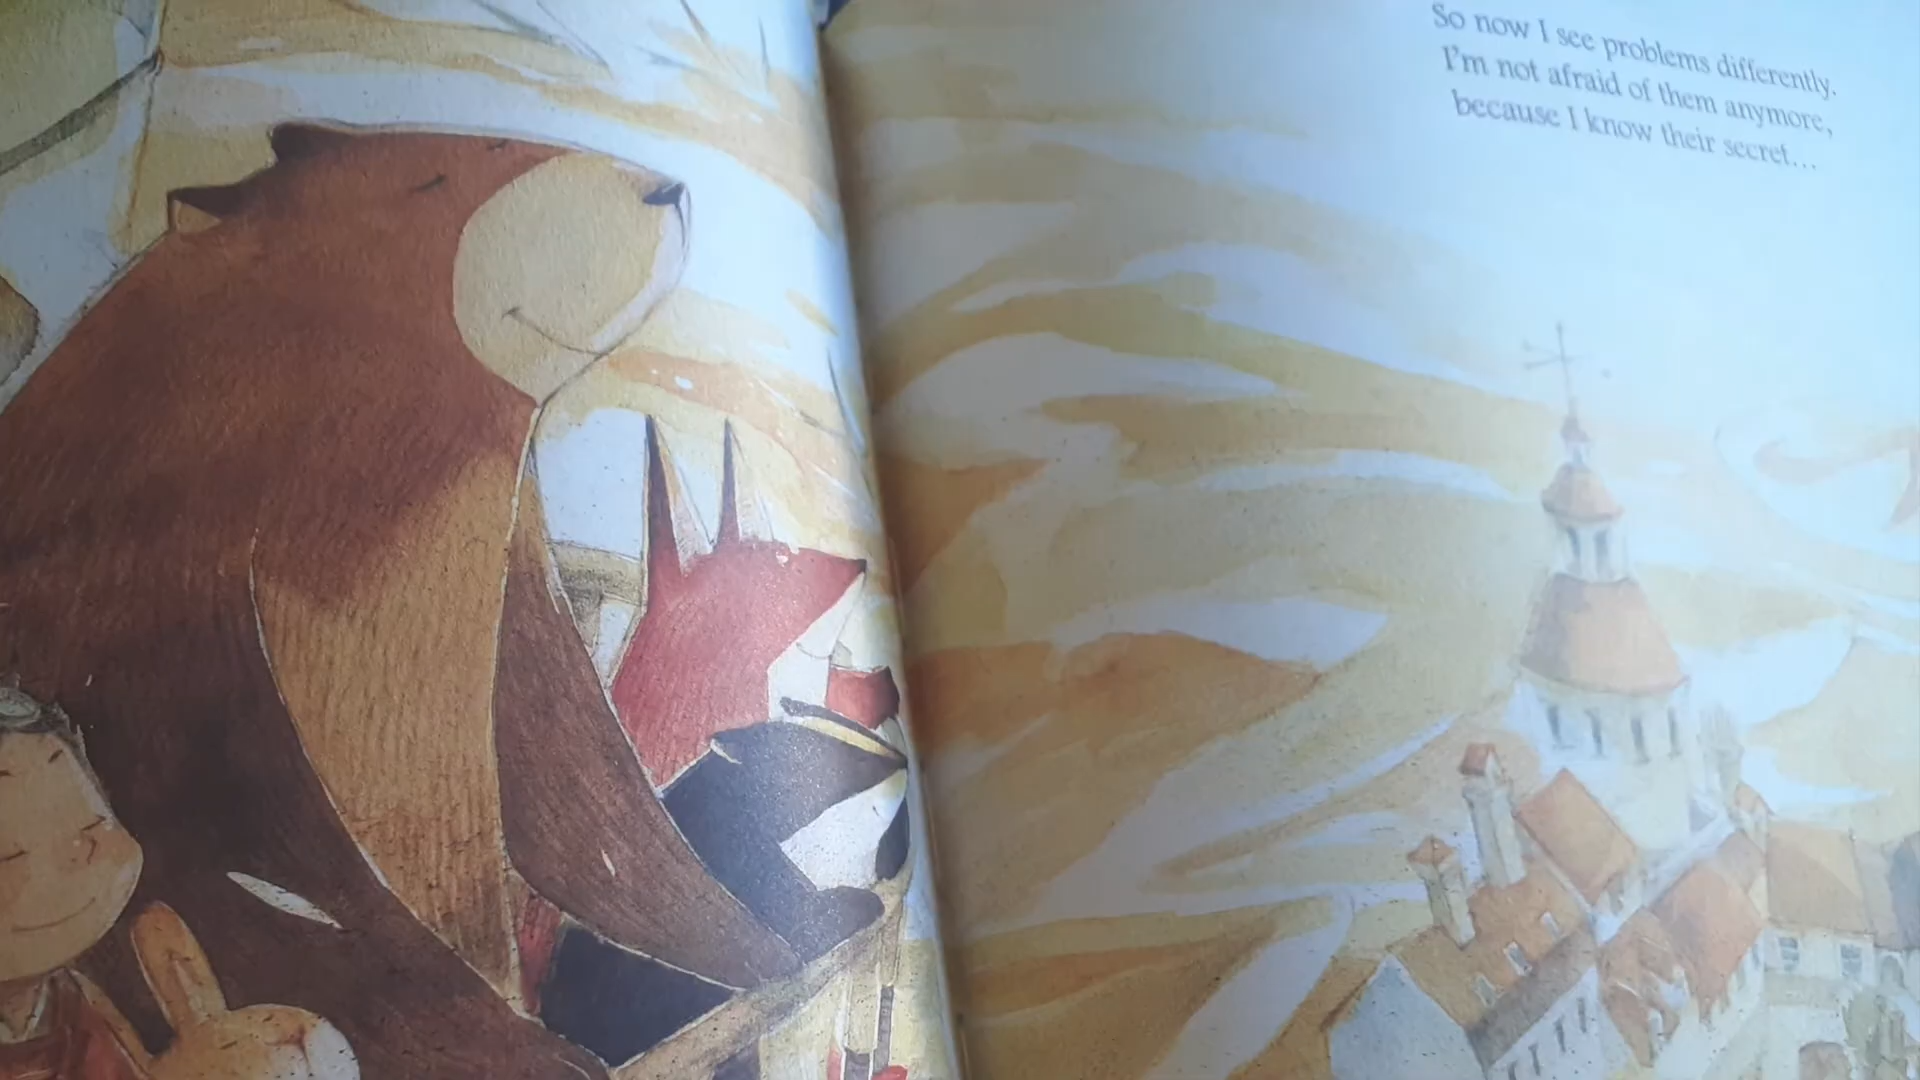 So now I see problems differently.
I'm not afraid of them anymore,
because I know their secret...